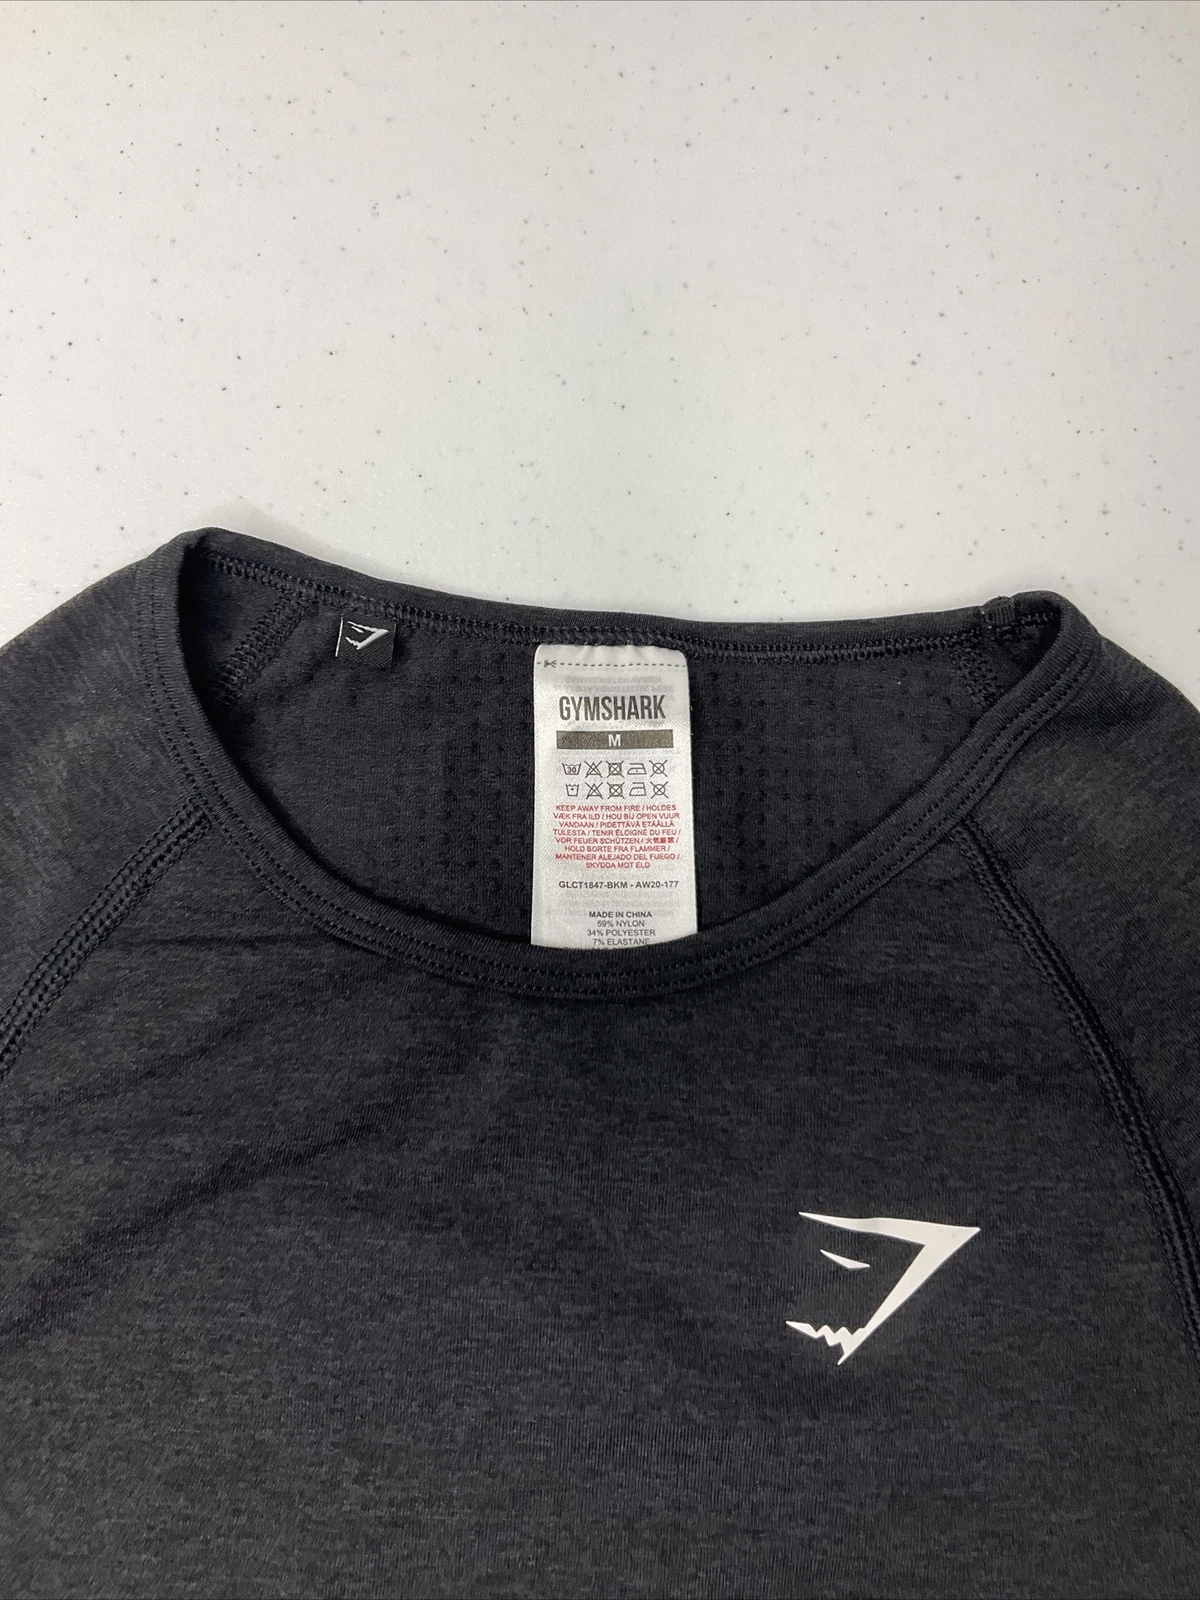 GYMSHARK
M
30
KEEP AWAY FROM FIRE / HOLDES
VÆK FRA ILD / HOU BIJ OPEN VUUR
VANDAAN / PIDETTÄVÄ ETÄÄLLÄ
TULESTA / TENIR ÉLOIGNÉ DU FEU /
VOR FEUER SCHÜTZEN / 火気厳禁 /
HOLD BORTE FRA FLAMMER /
MANTENER ALEJADO DEL FUEGO /
SKYDDA MOT ELD
GLCT1847-BKM - AW20-177
MADE IN CHINA
59% NYLON
34% POLYESTER
7% ELASTANE